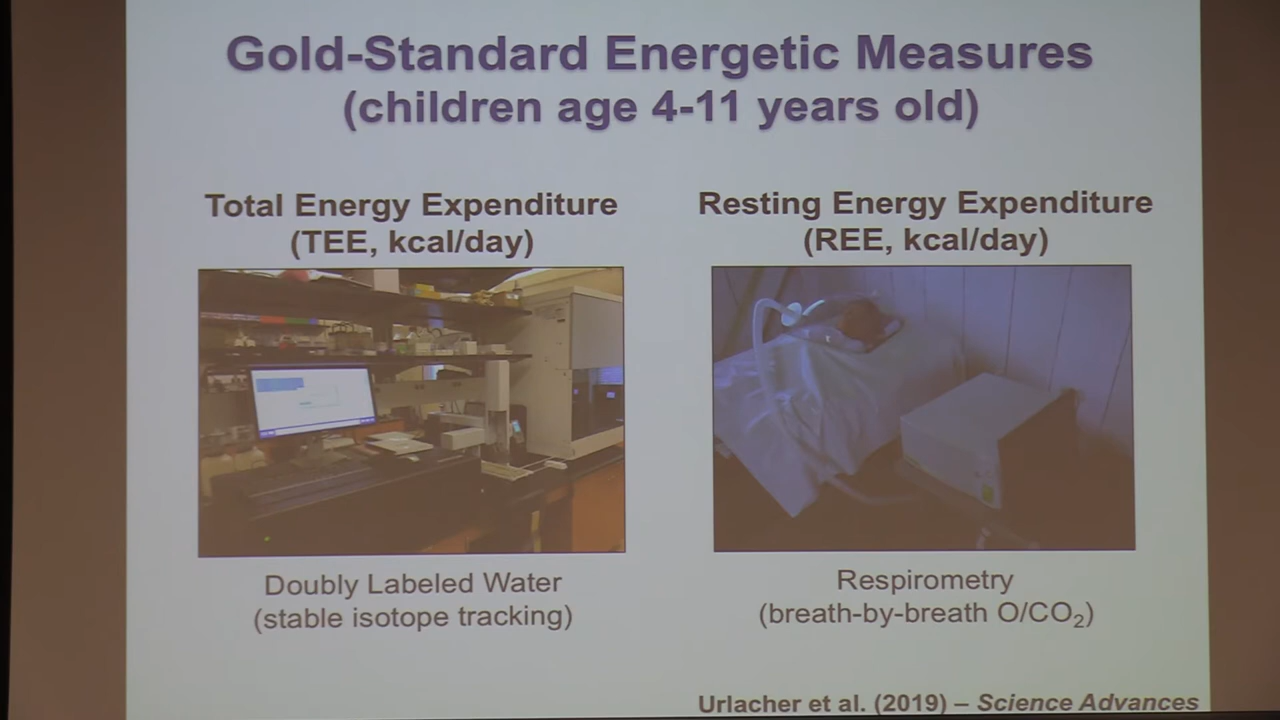 Gold-Standard Energetic Measures
(children age 4-11 years old)
Total Energy Expenditure
(TEE, kcal/day)
Resting Energy Expenditure
(REE, kcal/day)
Doubly Labeled Water
(stable isotope tracking)
Respirometry
(breath-by-breath O/CO₂)
Urlacher et al. (2019) – Science Advances